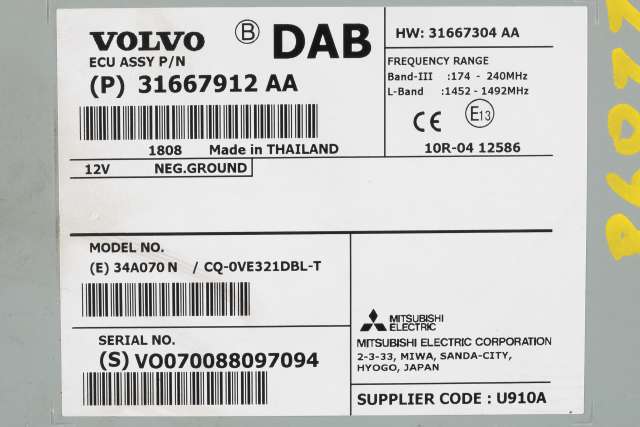 VOLVO B DAB
HW: 31667304 AA
ECU ASSY P/N
(P) 31667912 AA
FREQUENCY RANGE
Band-III :174 - 240MHz
L-Band :1452 - 1492MHz
CE E13
1808 Made in THAILAND
10R-04 12586
12V NEG.GROUND
MODEL NO.
(E) 34A070 N / CQ-0VE321DBL-T
SERIAL NO.
(S) VO070088097094
MITSUBISHI
ELECTRIC
MITSUBISHI ELECTRIC CORPORATION
2-3-33, MIWA, SANDA-CITY,
HYOGO, JAPAN
SUPPLIER CODE : U910A